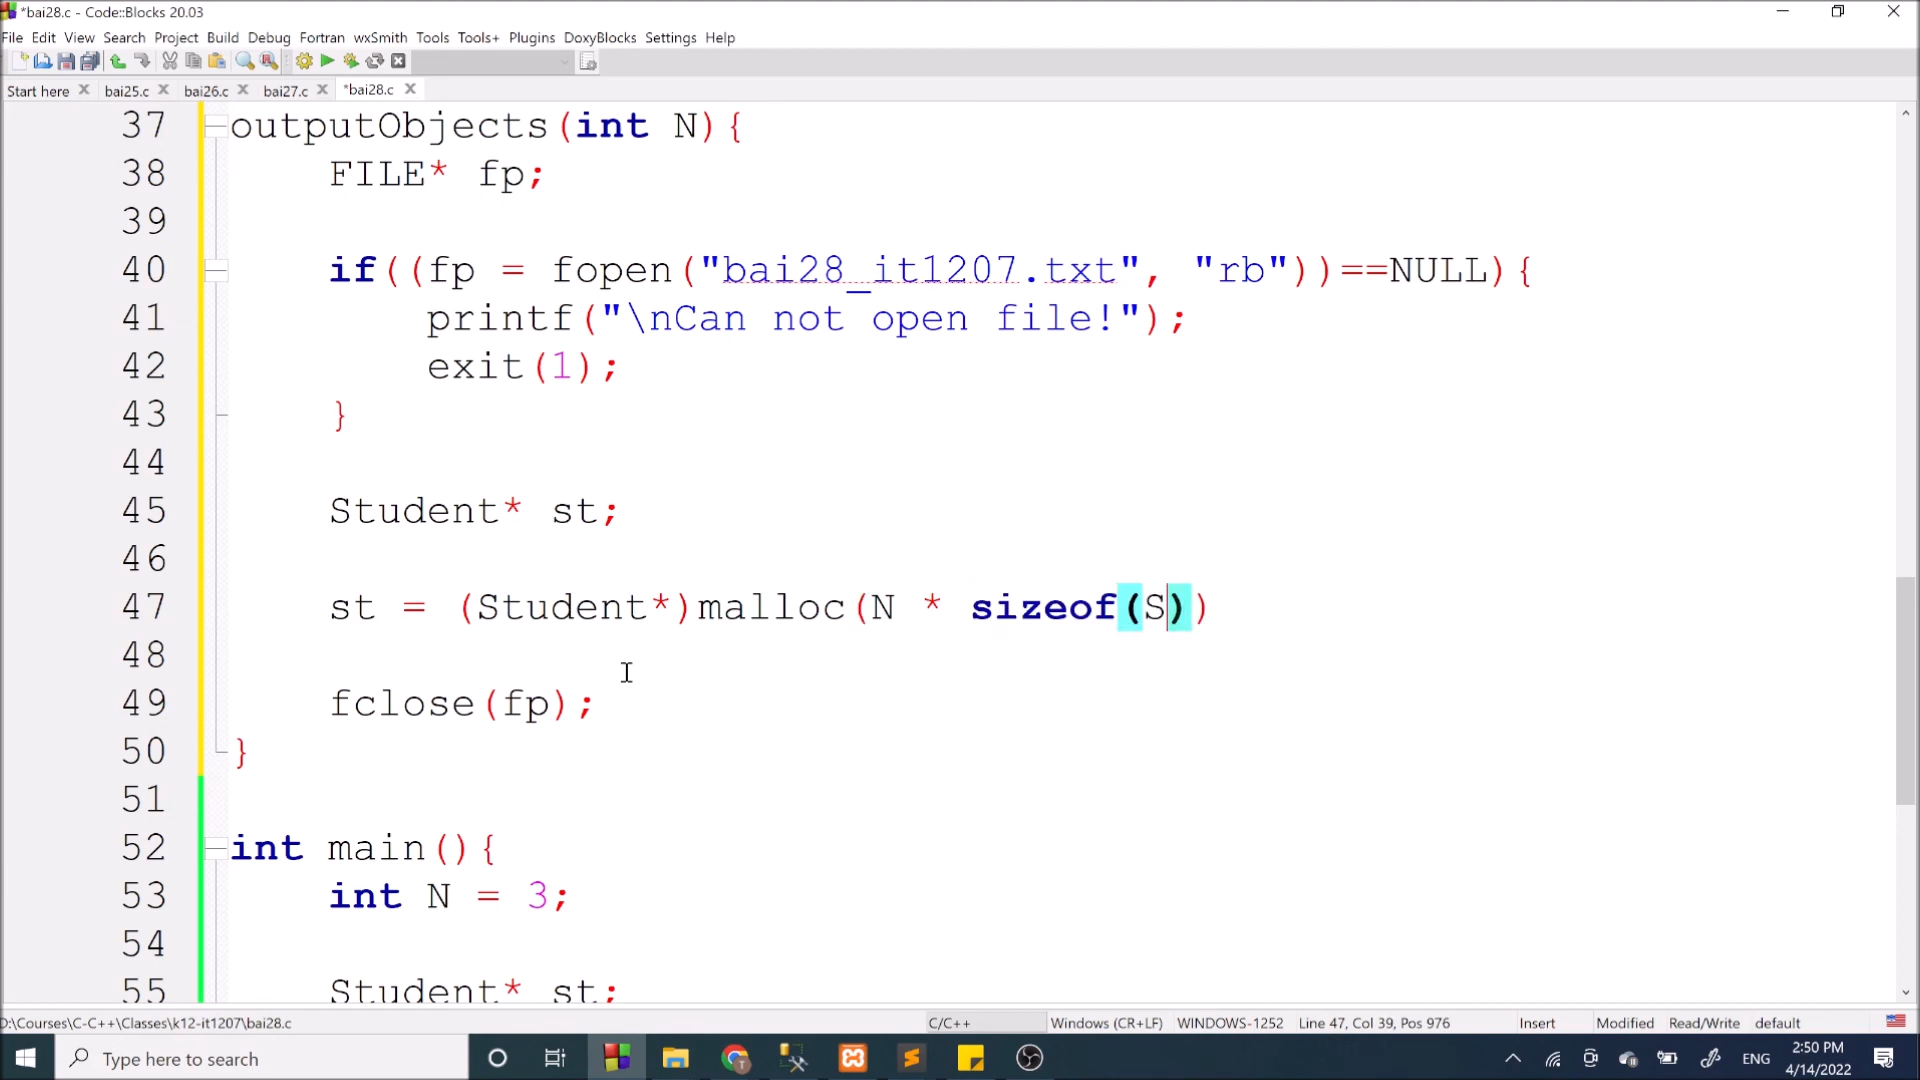 *bai28.c - Code::Blocks 20.03
File Edit View Search Project Build Debug Fortran wxSmith Tools Tools+ Plugins DoxyBlocks Settings Help
Start here bai25.c bai26.c bai27.c *bai28.c
37 outputObjects(int N){
38 FILE* fp;
39
40 if((fp = fopen("bai28_it1207.txt", "rb"))==NULL){
41 printf("\nCan not open file!");
42 exit(1);
43 }
44
45 Student* st;
46
47 st = (Student*)malloc(N * sizeof(S))
48
49 fclose(fp);
50 }
51
52 int main(){
53 int N = 3;
54
55 Student* st;
D:\Courses\C-C++\Classes\k12-it1207\bai28.c C/C++ Windows (CR+LF) WINDOWS-1252 Line 47, Col 39, Pos 976 Insert Modified Read/Write default
Type here to search ENG 2:50 PM
4/14/2022